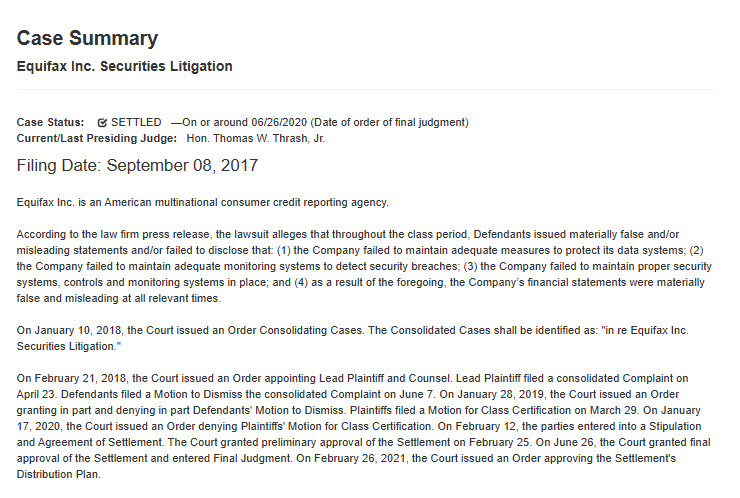 Case Summary
Equifax Inc. Securities Litigation
Case Status: SETTLED —On or around 06/26/2020 (Date of order of final judgment)
Current/Last Presiding Judge: Hon. Thomas W. Thrash, Jr.
Filing Date: September 08, 2017
Equifax Inc. is an American multinational consumer credit reporting agency.
According to the law firm press release, the lawsuit alleges that throughout the class period, Defendants issued materially false and/or
misleading statements and/or failed to disclose that: (1) the Company failed to maintain adequate measures to protect its data systems; (2)
the Company failed to maintain adequate monitoring systems to detect security breaches; (3) the Company failed to maintain proper security
systems, controls and monitoring systems in place; and (4) as a result of the foregoing, the Company's financial statements were materially
false and misleading at all relevant times.
On January 10, 2018, the Court issued an Order Consolidating Cases. The Consolidated Cases shall be identified as: "in re Equifax Inc.
Securities Litigation."
On February 21, 2018, the Court issued an Order appointing Lead Plaintiff and Counsel. Lead Plaintiff filed a consolidated Complaint on
April 23. Defendants filed a Motion to Dismiss the consolidated Complaint on June 7. On January 28, 2019, the Court issued an Order
granting in part and denying in part Defendants' Motion to Dismiss. Plaintiffs filed a Motion for Class Certification on March 29. On January
17, 2020, the Court issued an Order denying Plaintiffs' Motion for Class Certification. On February 12, the parties entered into a Stipulation
and Agreement of Settlement. The Court granted preliminary approval of the Settlement on February 25. On June 26, the Court granted final
approval of the Settlement and entered Final Judgment. On February 26, 2021, the Court issued an Order approving the Settlement's
Distribution Plan.